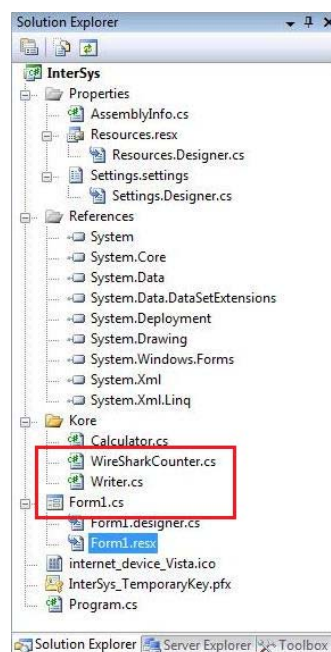 Solution Explorer
InterSys
Properties
AssemblyInfo.cs
Resources.resx
Resources.Designer.cs
Settings.settings
Settings.Designer.cs
References
System
System.Core
System.Data
System.Data.DataSetExtensions
System.Deployment
System.Drawing
System.Windows.Forms
System.Xml
System.Xml.Linq
Kore
Calculator.cs
WireSharkCounter.cs
Writer.cs
Form1.cs
Form1.designer.cs
Form1.resx
internet_device_Vista.ico
InterSys_TemporaryKey.pfx
Program.cs
Solution Explorer Server Explorer Toolbox